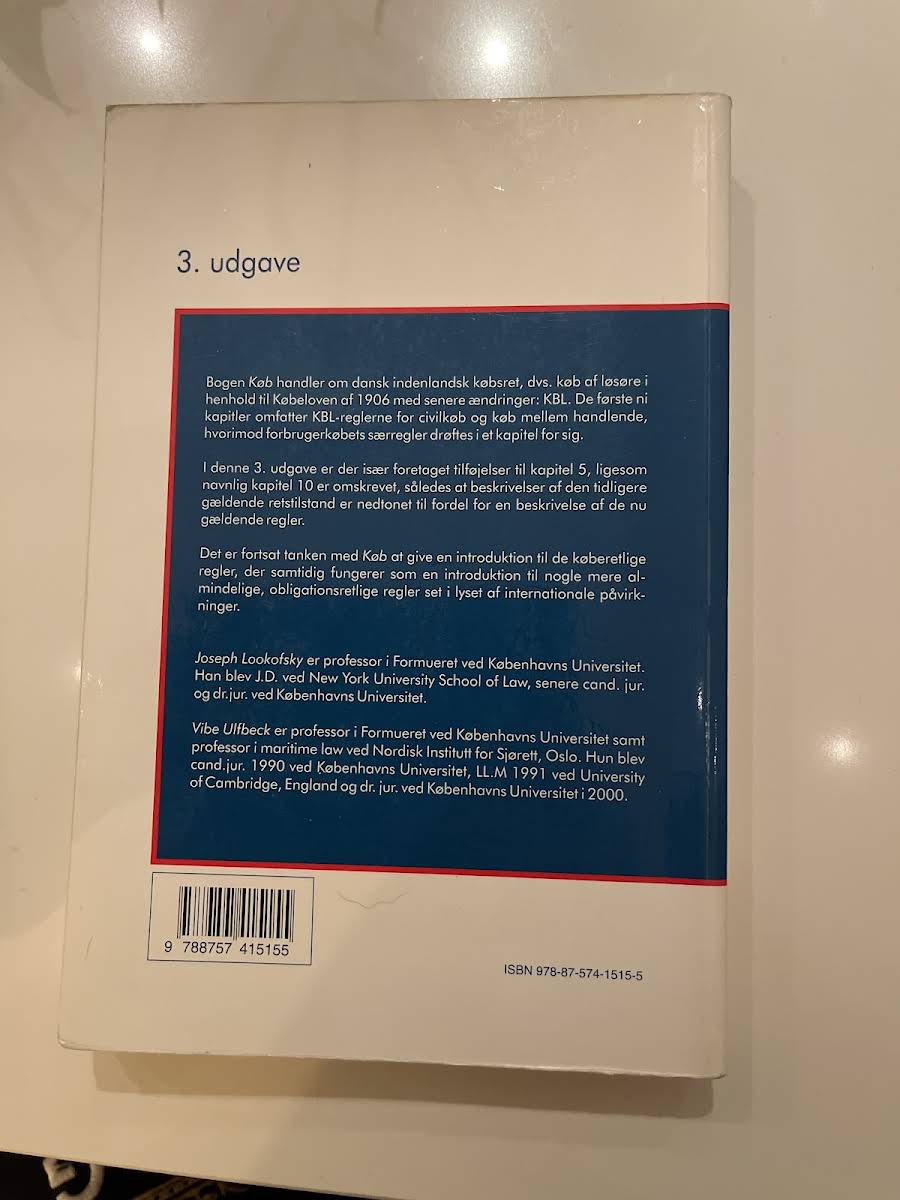 3. udgave
Bogen Køb handler om dansk indenlandsk købsret, dvs. køb af løsøre i
henhold til Købeloven af 1906 med senere ændringer: KBL. De første ni
kapitler omfatter KBL-reglerne for civilkøb og køb mellem handlende,
hvorimod forbrugerkøbets særregler drøftes i et kapitel for sig.
I denne 3. udgave er der især foretaget tilføjelser til kapitel 5, ligesom
navnlig kapitel 10 er omskrevet, således at beskrivelser af den tidligere
gældende retstilstand er nedtonet til fordel for en beskrivelse af de nu
gældende regler.
Det er fortsat tanken med Køb at give en introduktion til de køberetlige
regler, der samtidig fungerer som en introduktion til nogle mere al-
mindelige, obligationsretlige regler set i lyset af internationale påvirk-
ninger.
Joseph Lookofsky er professor i Formueret ved Københavns Universitet.
Han blev J.D. ved New York University School of Law, senere cand. jur.
og dr.jur. ved Københavns Universitet.
Vibe Ulfbeck er professor i Formueret ved Københavns Universitet samt
professor i maritime law ved Nordisk Institutt for Sjørett, Oslo. Hun blev
cand.jur. 1990 ved Københavns Universitet, LL.M 1991 ved University
of Cambridge, England og dr. jur. ved Københavns Universitet i 2000.
9 788757 415155
ISBN 978-87-574-1515-5